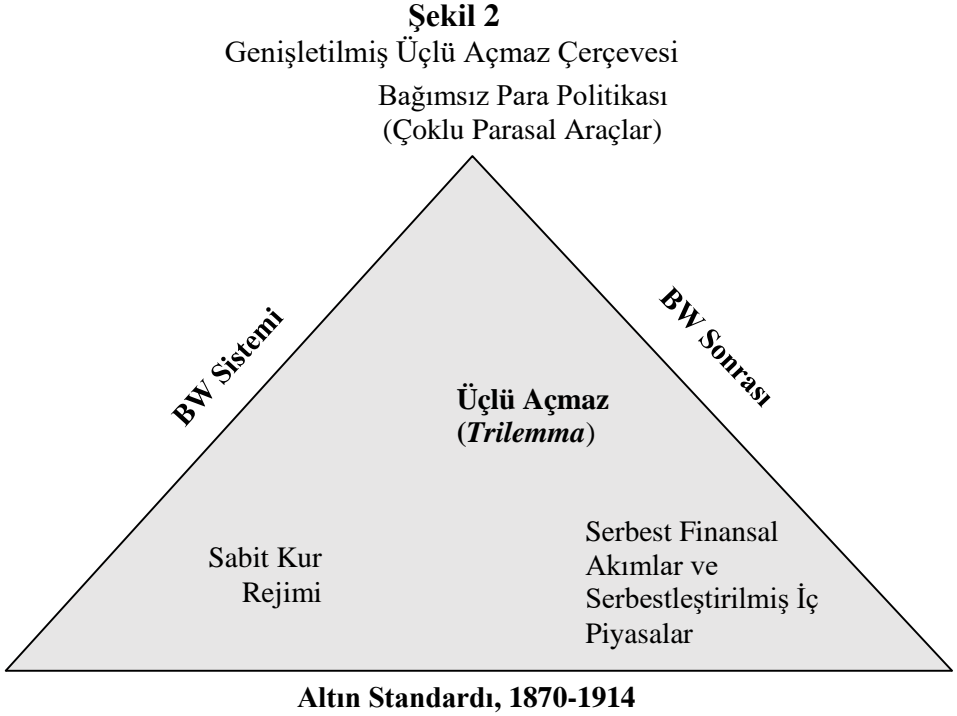 Şekil 2
Genişletilmiş Üçlü Açmaz Çerçevesi
Bağımsız Para Politikası
(Çoklu Parasal Araçlar)
BW Sistemi
BW Sonrası
Üçlü Açmaz
(Trilemma)
Sabit Kur
Rejimi
Serbest Finansal
Akımlar ve
Serbestleştirilmiş İç
Piyasalar
Altın Standardı, 1870-1914